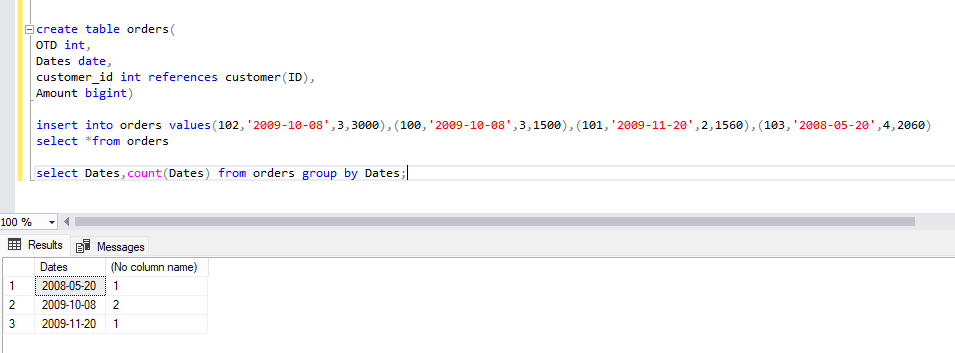 create table orders(
OTD int,
Dates date,
customer_id int references customer(ID),
Amount bigint)
insert into orders values(102,'2009-10-08',3,3000),(100,'2009-10-08',3,1500),(101,'2009-11-20',2,1560),(103,'2008-05-20',4,2060)
select *from orders
select Dates,count(Dates) from orders group by Dates;
100 %
Results Messages
Dates (No column name)
1 2008-05-20 1
2 2009-10-08 2
3 2009-11-20 1